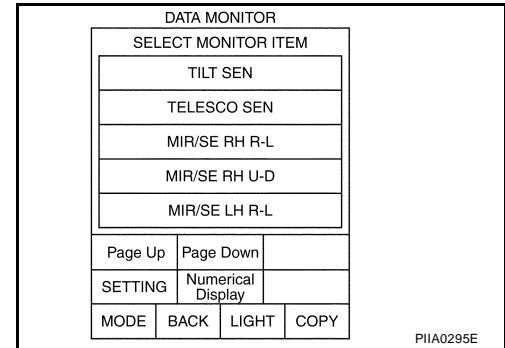 DATA MONITOR
SELECT MONITOR ITEM
TILT SEN
TELESCO SEN
MIR/SE RH R-L
MIR/SE RH U-D
MIR/SE LH R-L
Page Up Page Down
SETTING Numerical
Display
MODE BACK LIGHT COPY
PIIA0295E